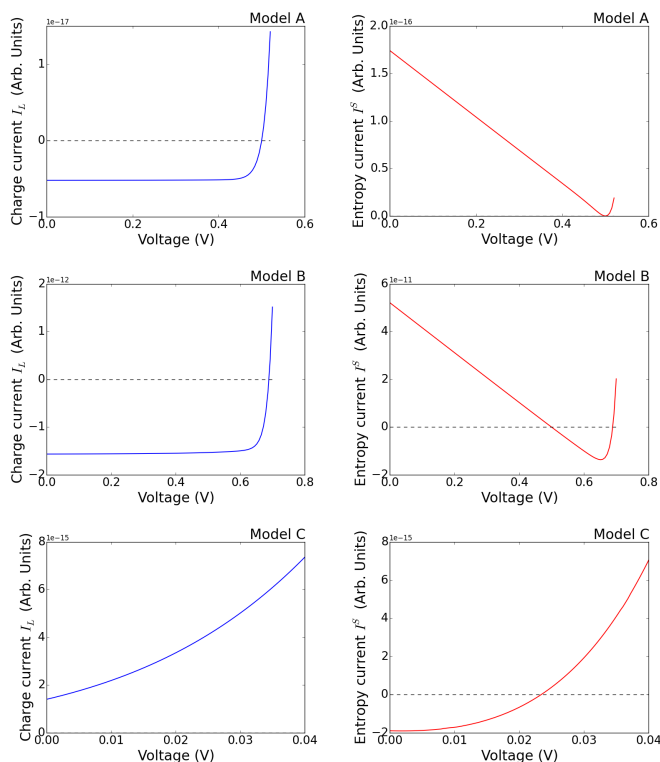 Model A
1e−17
Charge current I_L (Arb. Units)
1
0
−1
0.0 0.2 0.4 0.6
Voltage (V)
Model A
1e−16
Entropy current I^S (Arb. Units)
2.0
1.5
1.0
0.5
0.0
0.0 0.2 0.4 0.6
Voltage (V)
Model B
1e−12
Charge current I_L (Arb. Units)
2
1
0
−1
−2
0.0 0.2 0.4 0.6 0.8
Voltage (V)
Model B
1e−11
Entropy current I^S (Arb. Units)
6
4
2
0
−2
0.0 0.2 0.4 0.6 0.8
Voltage (V)
Model C
1e−15
Charge current I_L (Arb. Units)
8
6
4
2
0
0.00 0.01 0.02 0.03 0.04
Voltage (V)
Model C
1e−15
Entropy current I^S (Arb. Units)
8
6
4
2
0
−2
0.00 0.01 0.02 0.03 0.04
Voltage (V)